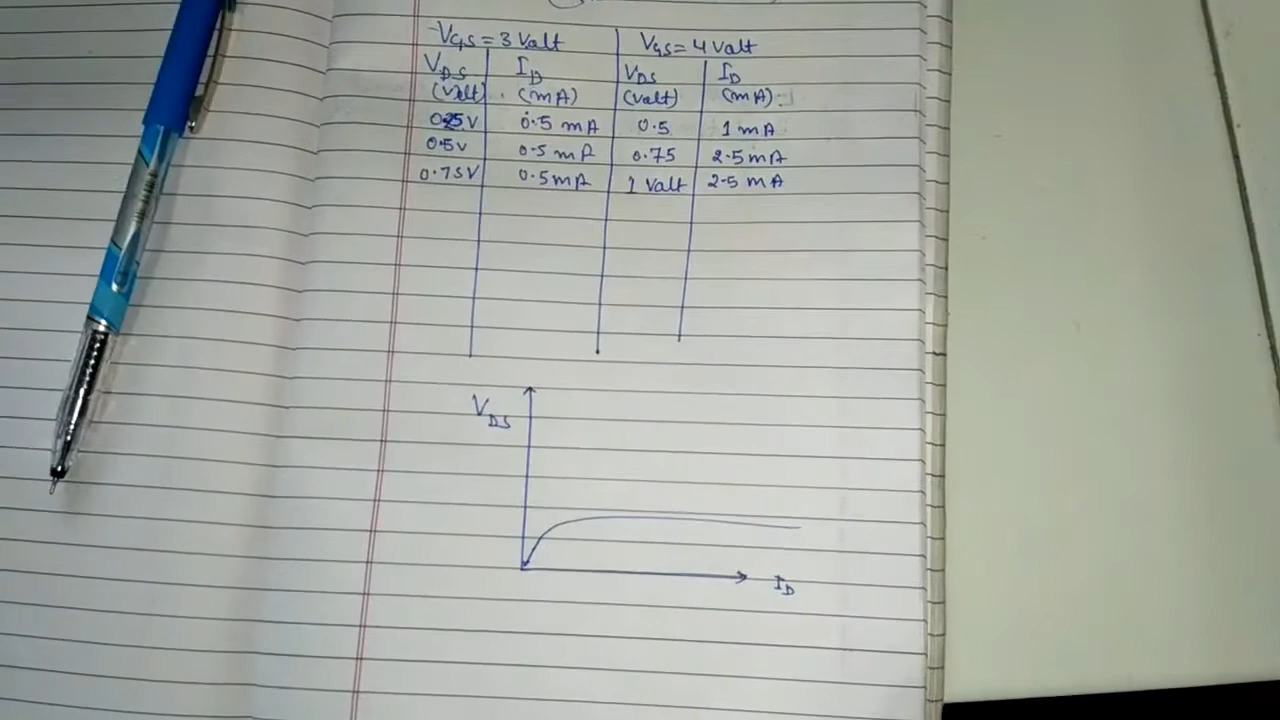 VGS = 3 Volt VGS = 4 Volt
VDS ID VDS ID
(Volt) (mA) (Volt) (mA)
0.25V 0.5 mA 0.5 1 mA
0.5V 0.5 mA 0.75 2.5 mA
0.75V 0.5 mA 1 Volt 2.5 mA
VDS
ID